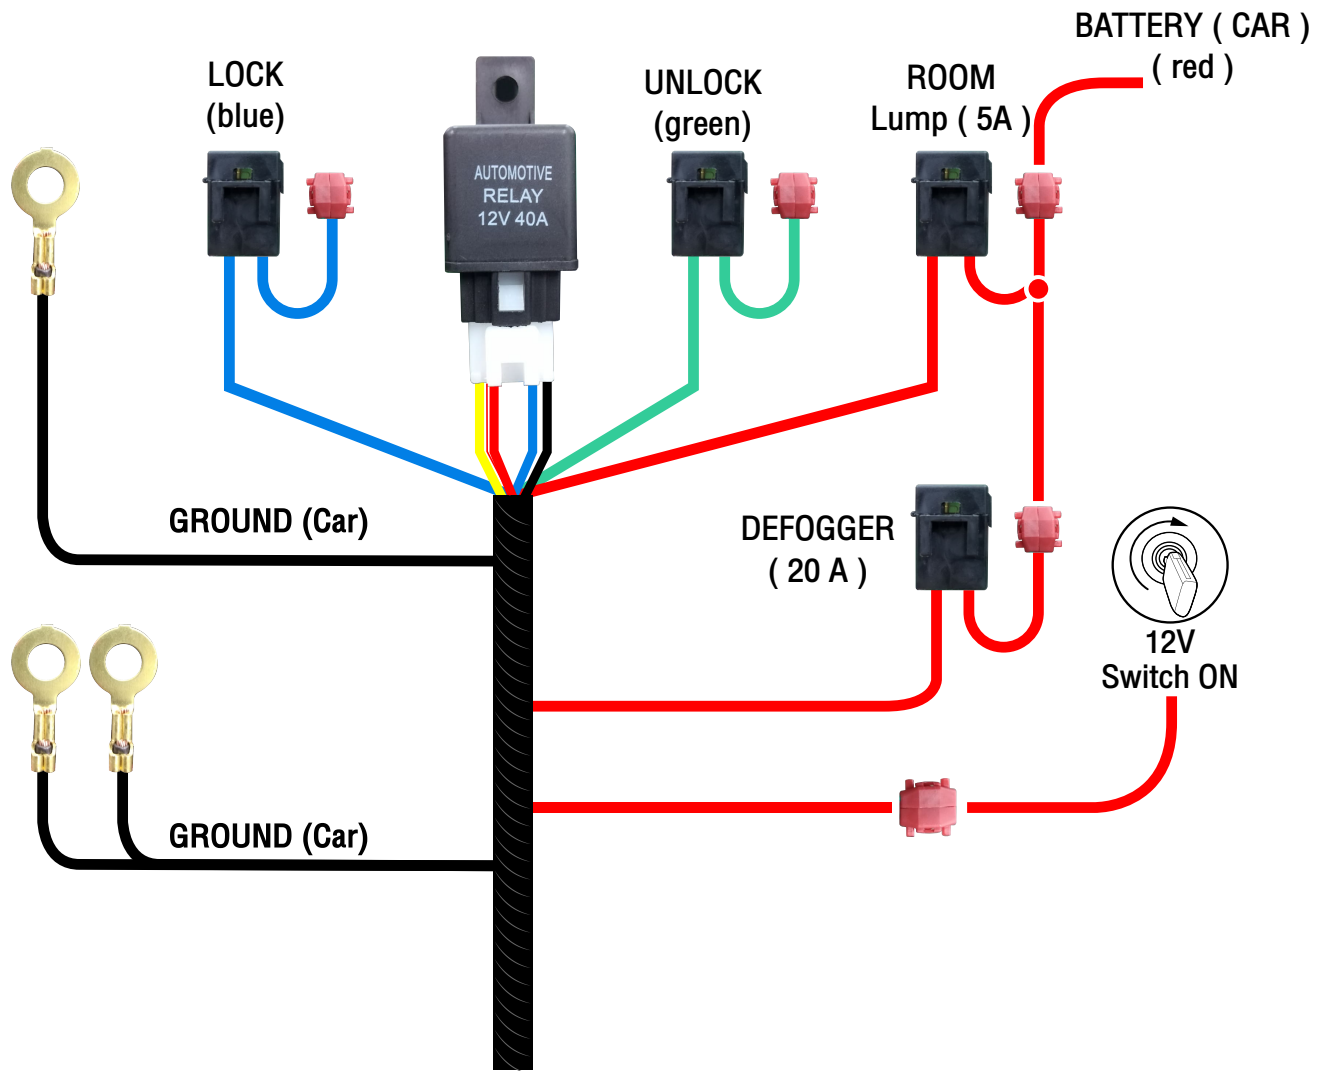 BATTERY ( CAR )
( red )
LOCK
(blue)
UNLOCK
(green)
ROOM
Lump ( 5A )
AUTOMOTIVE
RELAY
12V 40A
GROUND (Car)
DEFOGGER
( 20 A )
12V
Switch ON
GROUND (Car)